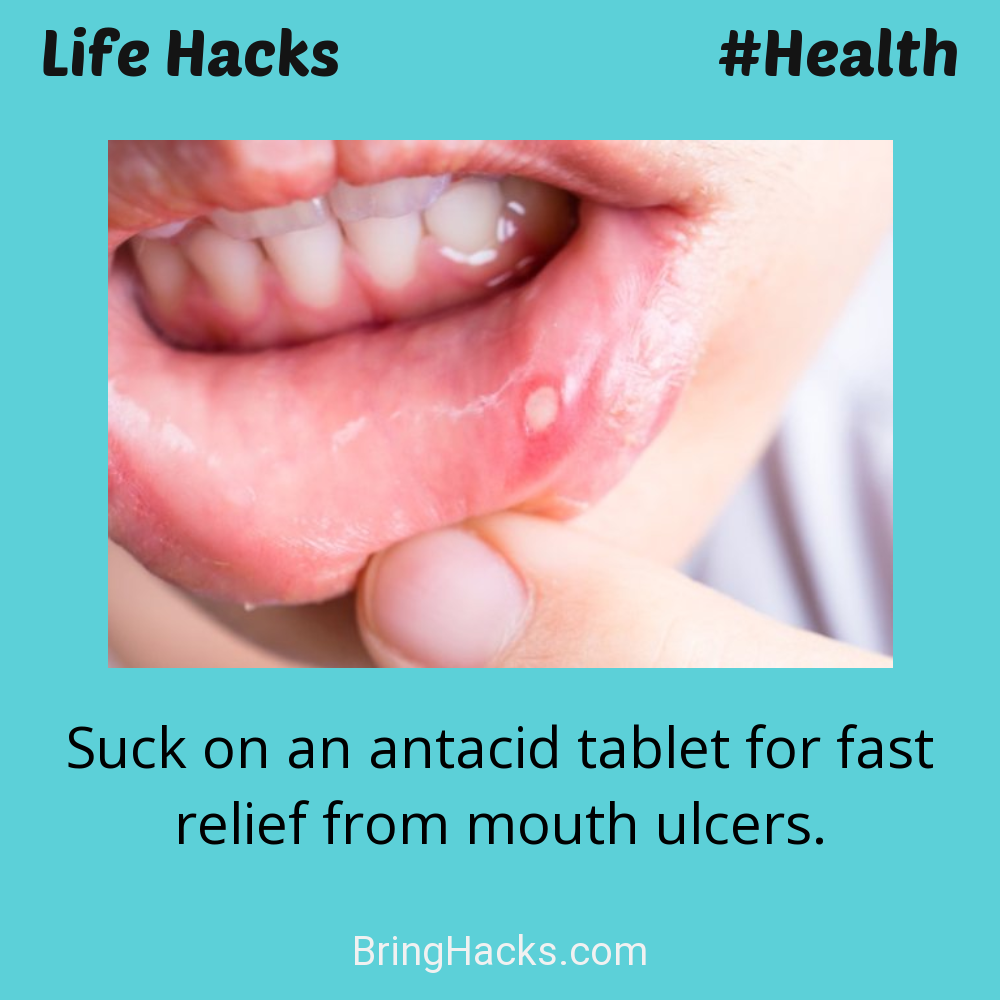 Life Hacks
#Health
Suck on an antacid tablet for fast
relief from mouth ulcers.
BringHacks.com